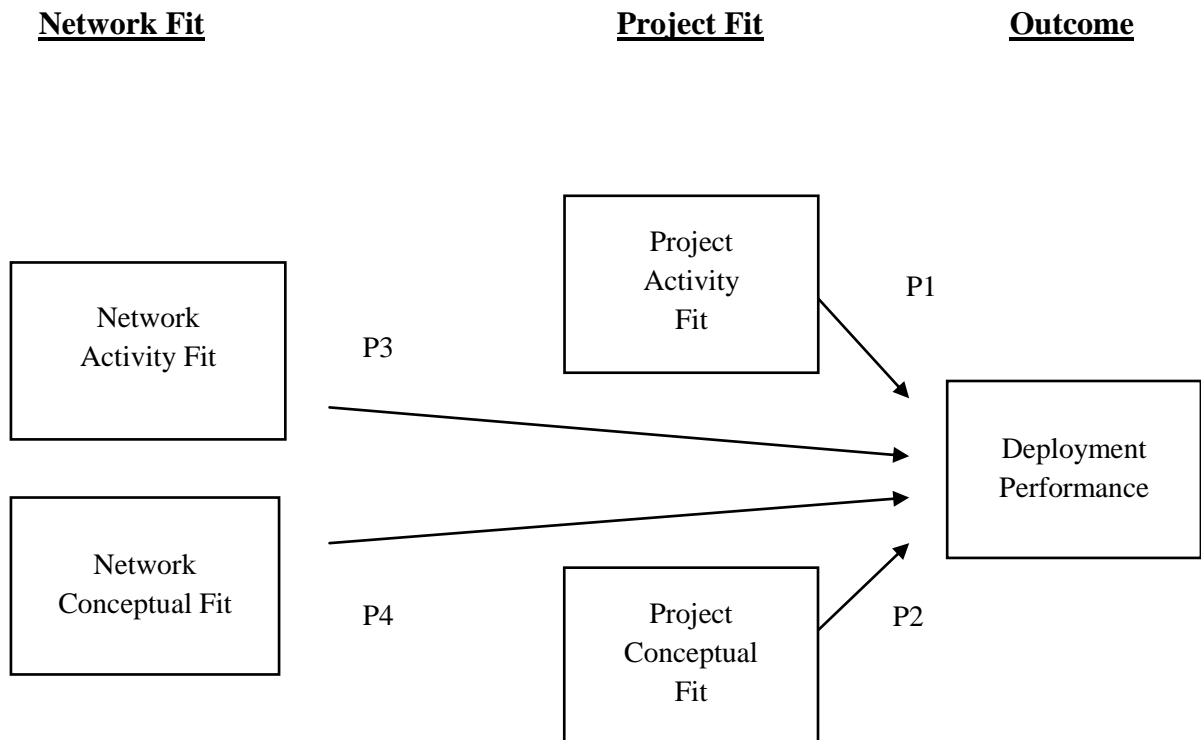 Network Fit
Project Fit
Outcome
Project
Activity
Fit
P1
Network
Activity Fit
P3
Deployment
Performance
Network
Conceptual Fit
P4
Project
Conceptual
Fit
P2